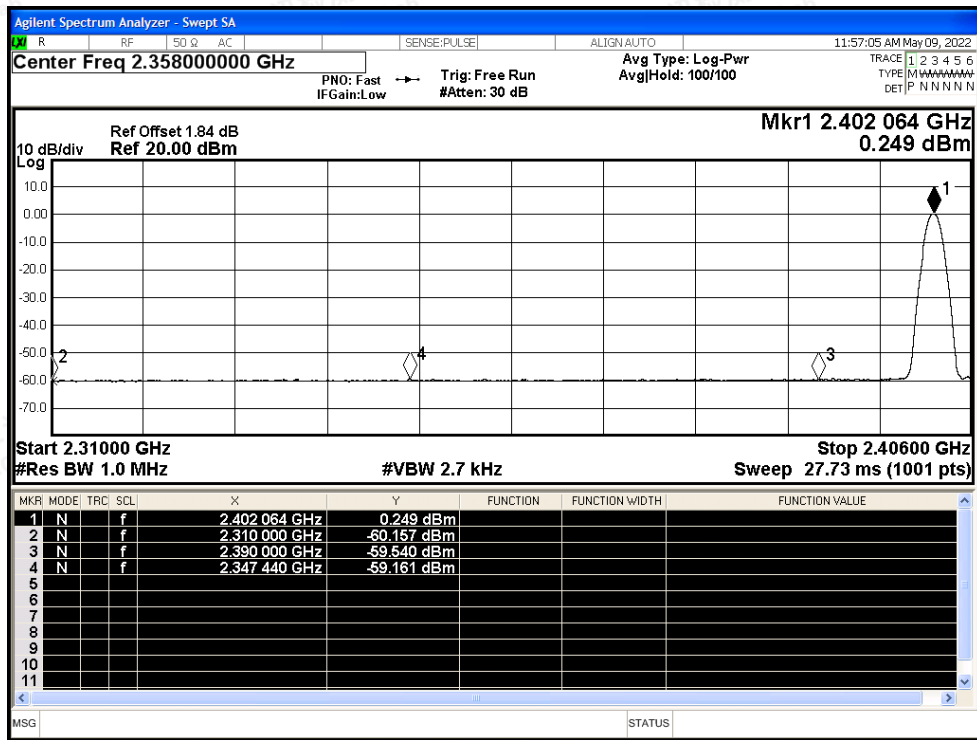 Agilent Spectrum Analyzer - Swept SA
LXI R RF 50 Ω AC SENSE:PULSE ALIGN AUTO 11:57:05 AM May 09, 2022
Center Freq 2.358000000 GHz
PNO: Fast
IFGain:Low
Trig: Free Run
#Atten: 30 dB
Avg Type: Log-Pwr
Avg|Hold: 100/100
TRACE 1 2 3 4 5 6
TYPE M WWWWW
DET P N N N N N
Mkr1 2.402 064 GHz
0.249 dBm
Ref Offset 1.84 dB
10 dB/div Ref 20.00 dBm
Log
10.0
0.00
-10.0
-20.0
-30.0
-40.0
-50.0
-60.0
-70.0
1
2
4
3
Start 2.31000 GHz Stop 2.40600 GHz
#Res BW 1.0 MHz #VBW 2.7 kHz Sweep 27.73 ms (1001 pts)
MKR MODE TRC SCL X Y FUNCTION FUNCTION WIDTH FUNCTION VALUE
1 N f 2.402 064 GHz 0.249 dBm
2 N f 2.310 000 GHz -60.157 dBm
3 N f 2.390 000 GHz -59.540 dBm
4 N f 2.347 440 GHz -59.161 dBm
5
6
7
8
9
10
11
MSG STATUS